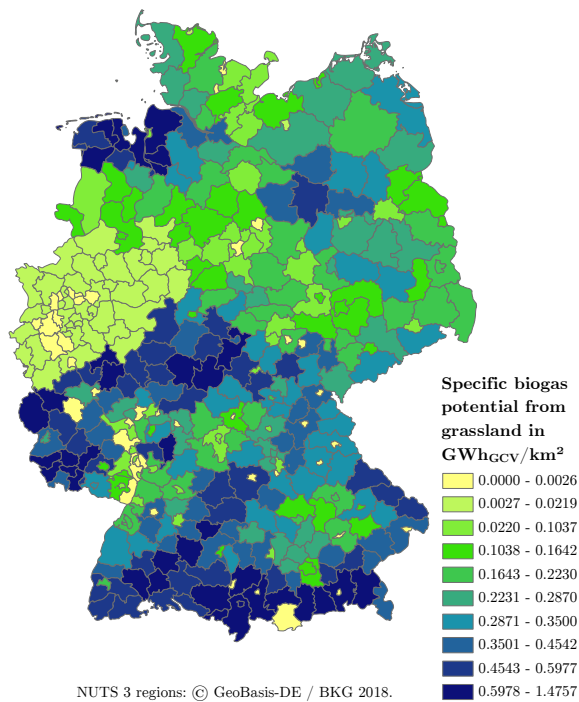 Specific biogas
potential from
grassland in
GWhGCV/km²
0.0000 - 0.0026
0.0027 - 0.0219
0.0220 - 0.1037
0.1038 - 0.1642
0.1643 - 0.2230
0.2231 - 0.2870
0.2871 - 0.3500
0.3501 - 0.4542
0.4543 - 0.5977
0.5978 - 1.4757
NUTS 3 regions: © GeoBasis-DE / BKG 2018.